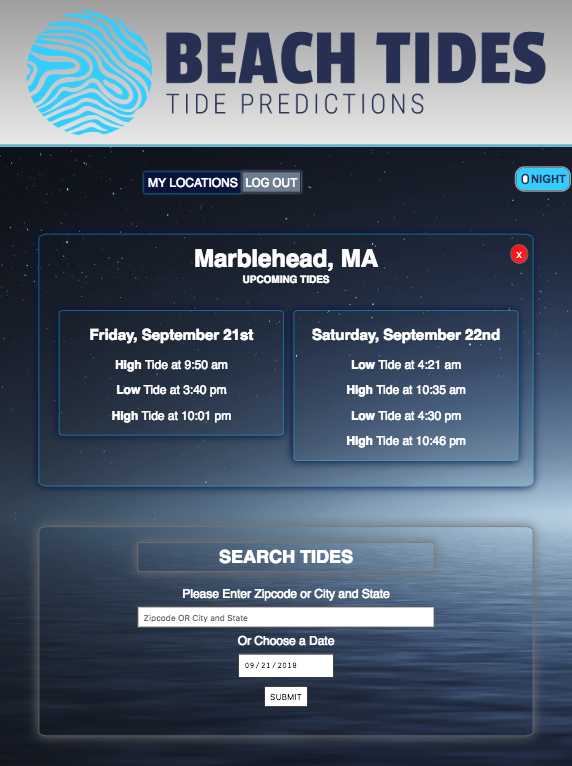 BEACH TIDES
TIDE PREDICTIONS
MY LOCATIONS LOG OUT
NIGHT
Marblehead, MA
x
UPCOMING TIDES
Friday, September 21st
High Tide at 9:50 am
Low Tide at 3:40 pm
High Tide at 10:01 pm
Saturday, September 22nd
Low Tide at 4:21 am
High Tide at 10:35 am
Low Tide at 4:30 pm
High Tide at 10:46 pm
SEARCH TIDES
Please Enter Zipcode or City and State
Zipcode OR City and State
Or Choose a Date
09/21/2018
SUBMIT